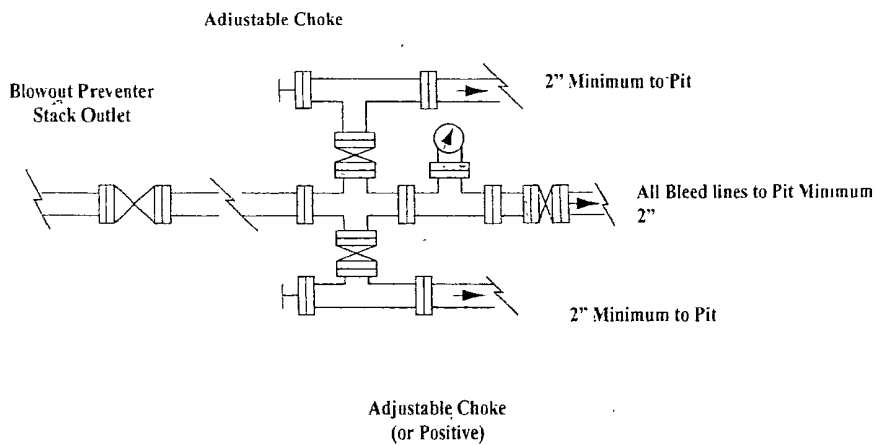 Adjustable Choke
2” Minimum to Pit
Blowout Preventer
Stack Outlet
All Bleed lines to Pit Minimum
2”
2” Minimum to Pit
Adjustable Choke
(or Positive)